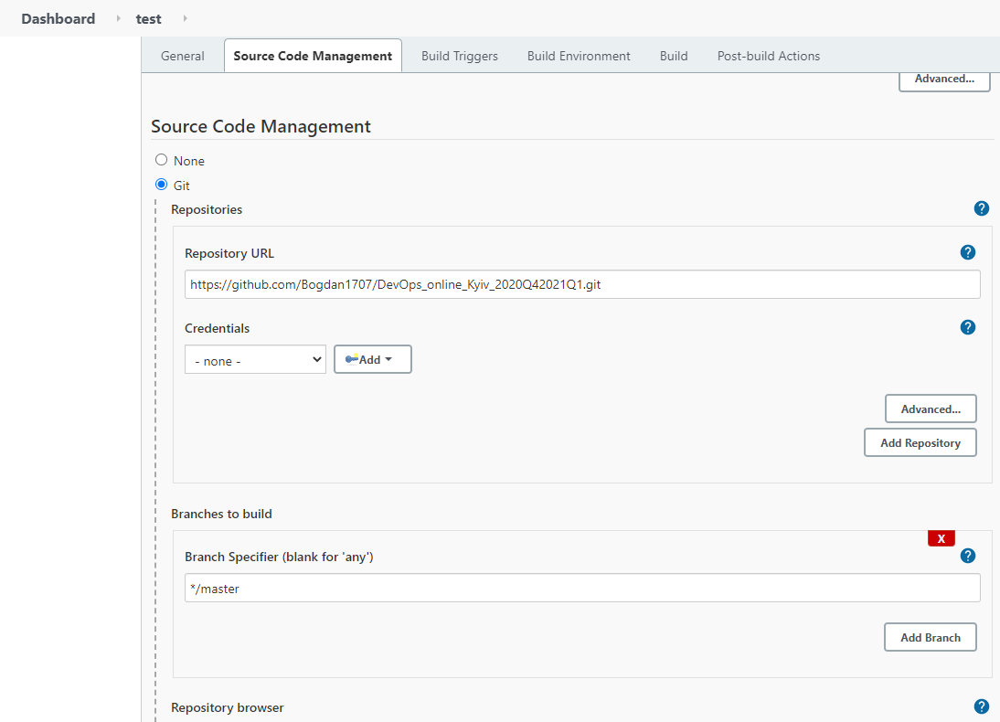 Dashboard test
General Source Code Management Build Triggers Build Environment Build Post-build Actions
Advanced...
Source Code Management
None
Git
Repositories ?
Repository URL ?
https://github.com/Bogdan1707/DevOps_online_Kyiv_2020Q42021Q1.git
Credentials ?
- none - Add
Advanced...
Add Repository
Branches to build
X
Branch Specifier (blank for 'any') ?
*/master
Add Branch
Repository browser ?